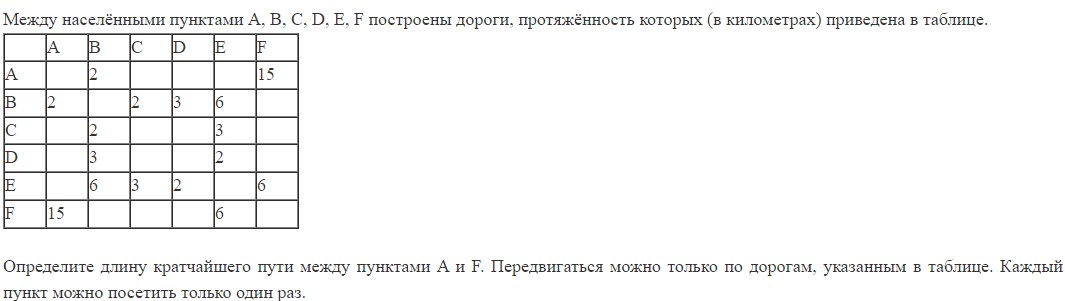 Между населёнными пунктами A, B, C, D, E, F построены дороги, протяжённость которых (в километрах) приведена в таблице.
A B C D E F
A 2 15
B 2 2 3 6
C 2 3
D 3 2
E 6 3 2 6
F 15 6
Определите длину кратчайшего пути между пунктами A и F. Передвигаться можно только по дорогам, указанным в таблице. Каждый
пункт можно посетить только один раз.